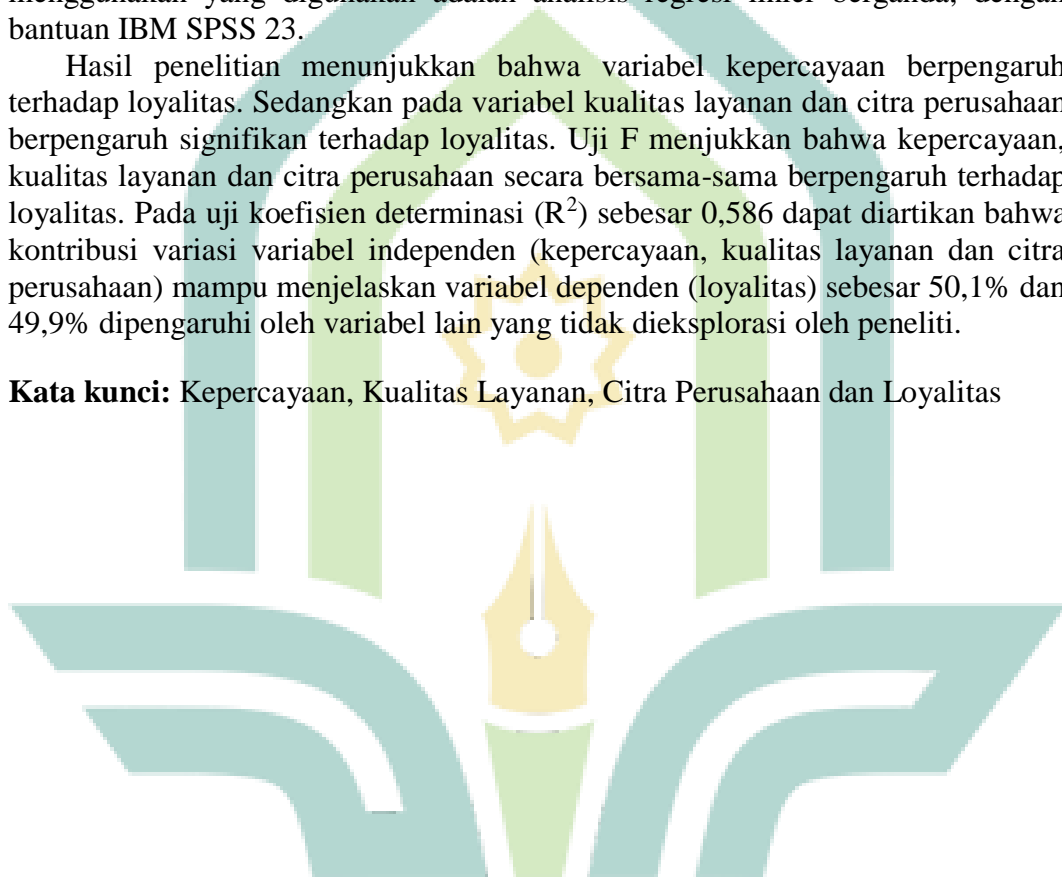 menggunanan yang digunakan adalah analisis regresi linier berganda, dengan
bantuan IBM SPSS 23.
Hasil penelitian menunjukkan bahwa variabel kepercayaan berpengaruh
terhadap loyalitas. Sedangkan pada variabel kualitas layanan dan citra perusahaan
berpengaruh signifikan terhadap loyalitas. Uji F menjukkan bahwa kepercayaan,
kualitas layanan dan citra perusahaan secara bersama-sama berpengaruh terhadap
loyalitas. Pada uji koefisien determinasi (R²) sebesar 0,586 dapat diartikan bahwa
kontribusi variasi variabel independen (kepercayaan, kualitas layanan dan citra
perusahaan) mampu menjelaskan variabel dependen (loyalitas) sebesar 50,1% dan
49,9% dipengaruhi oleh variabel lain yang tidak dieksplorasi oleh peneliti.
Kata kunci: Kepercayaan, Kualitas Layanan, Citra Perusahaan dan Loyalitas